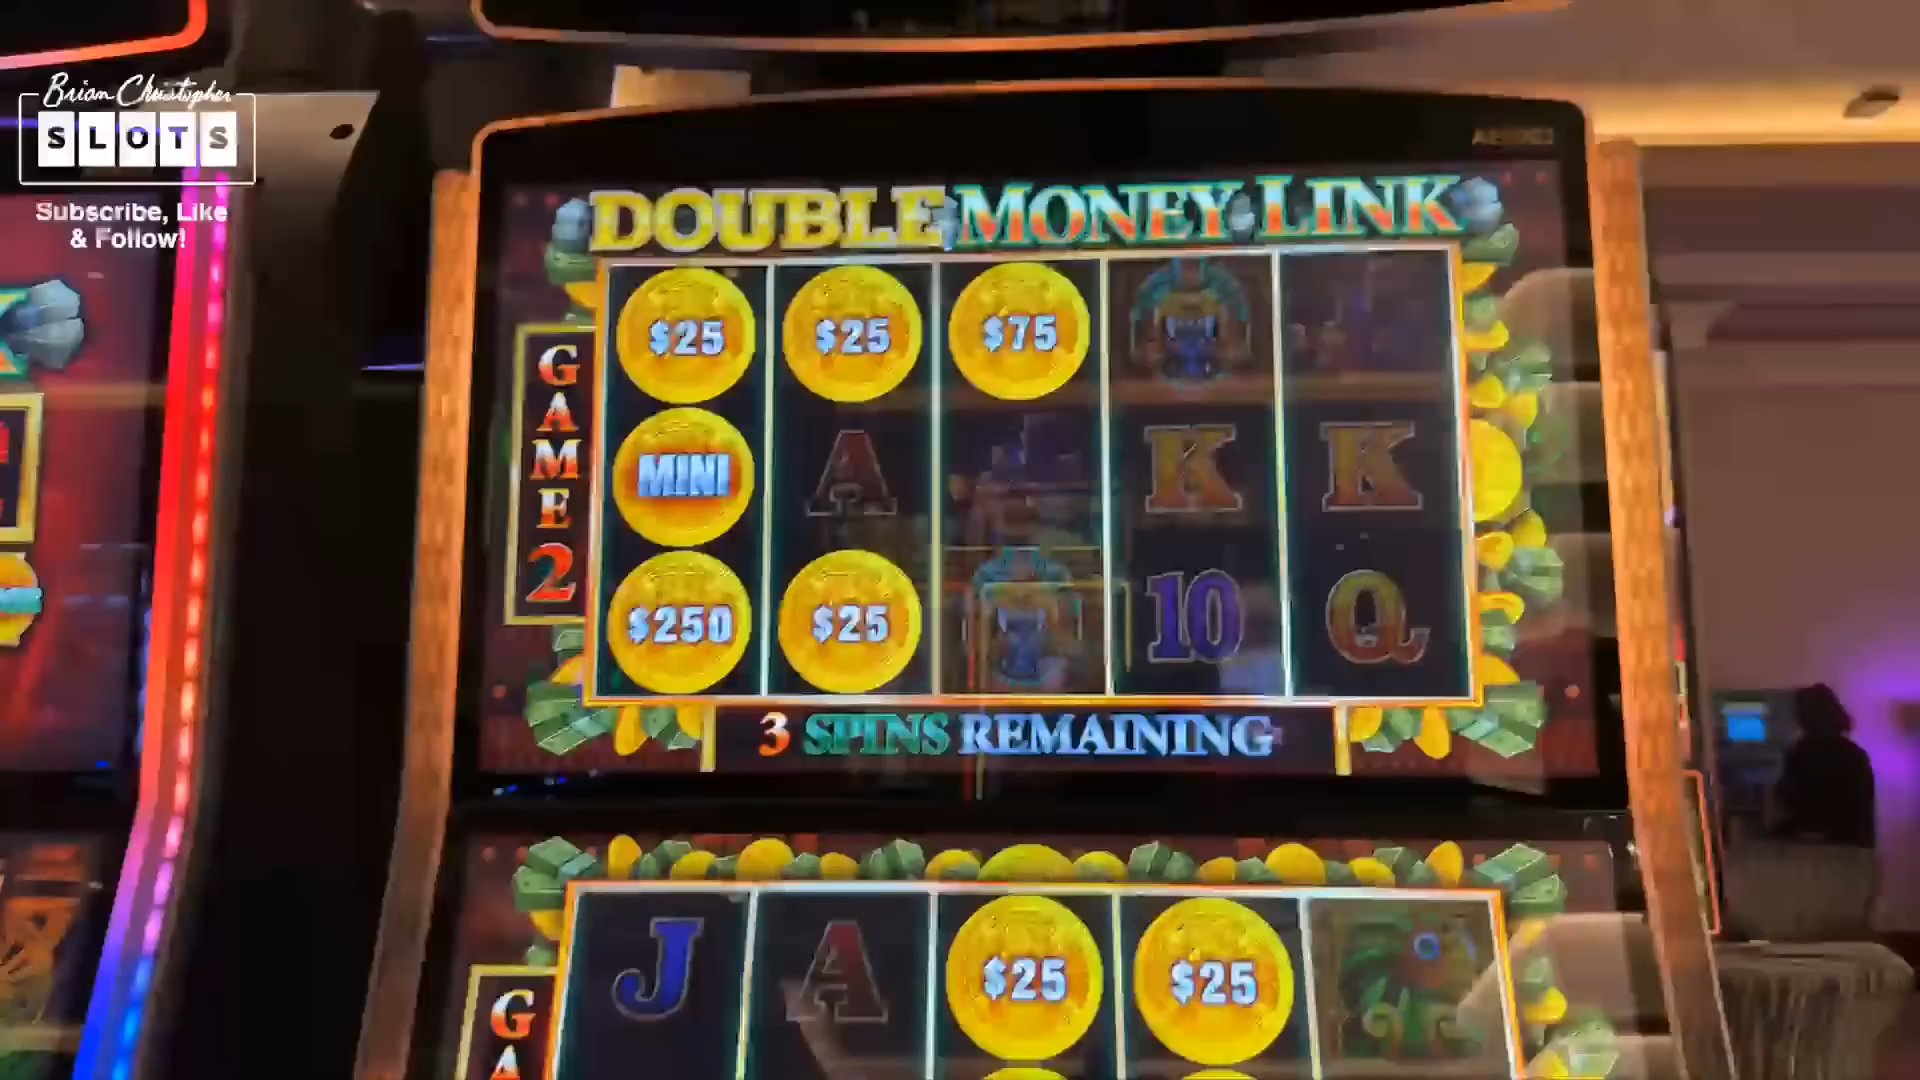 Brian Christopher
SLOTS
Subscribe, Like
& Follow!
DOUBLE MONEY LINK
GAME 2
$25 $25 $75
MINI A K K
$250 $25 10 Q
3 SPINS REMAINING
J A $25 $25
GA